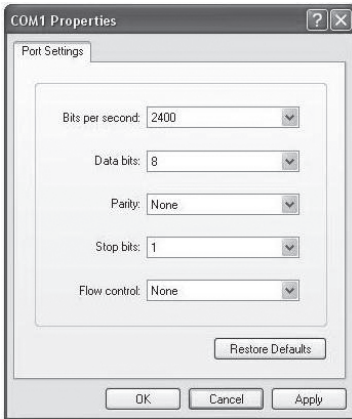 COM1 Properties
Port Settings
Bits per second: 2400
Data bits: 8
Parity: None
Stop bits: 1
Flow control: None
Restore Defaults
OK Cancel Apply